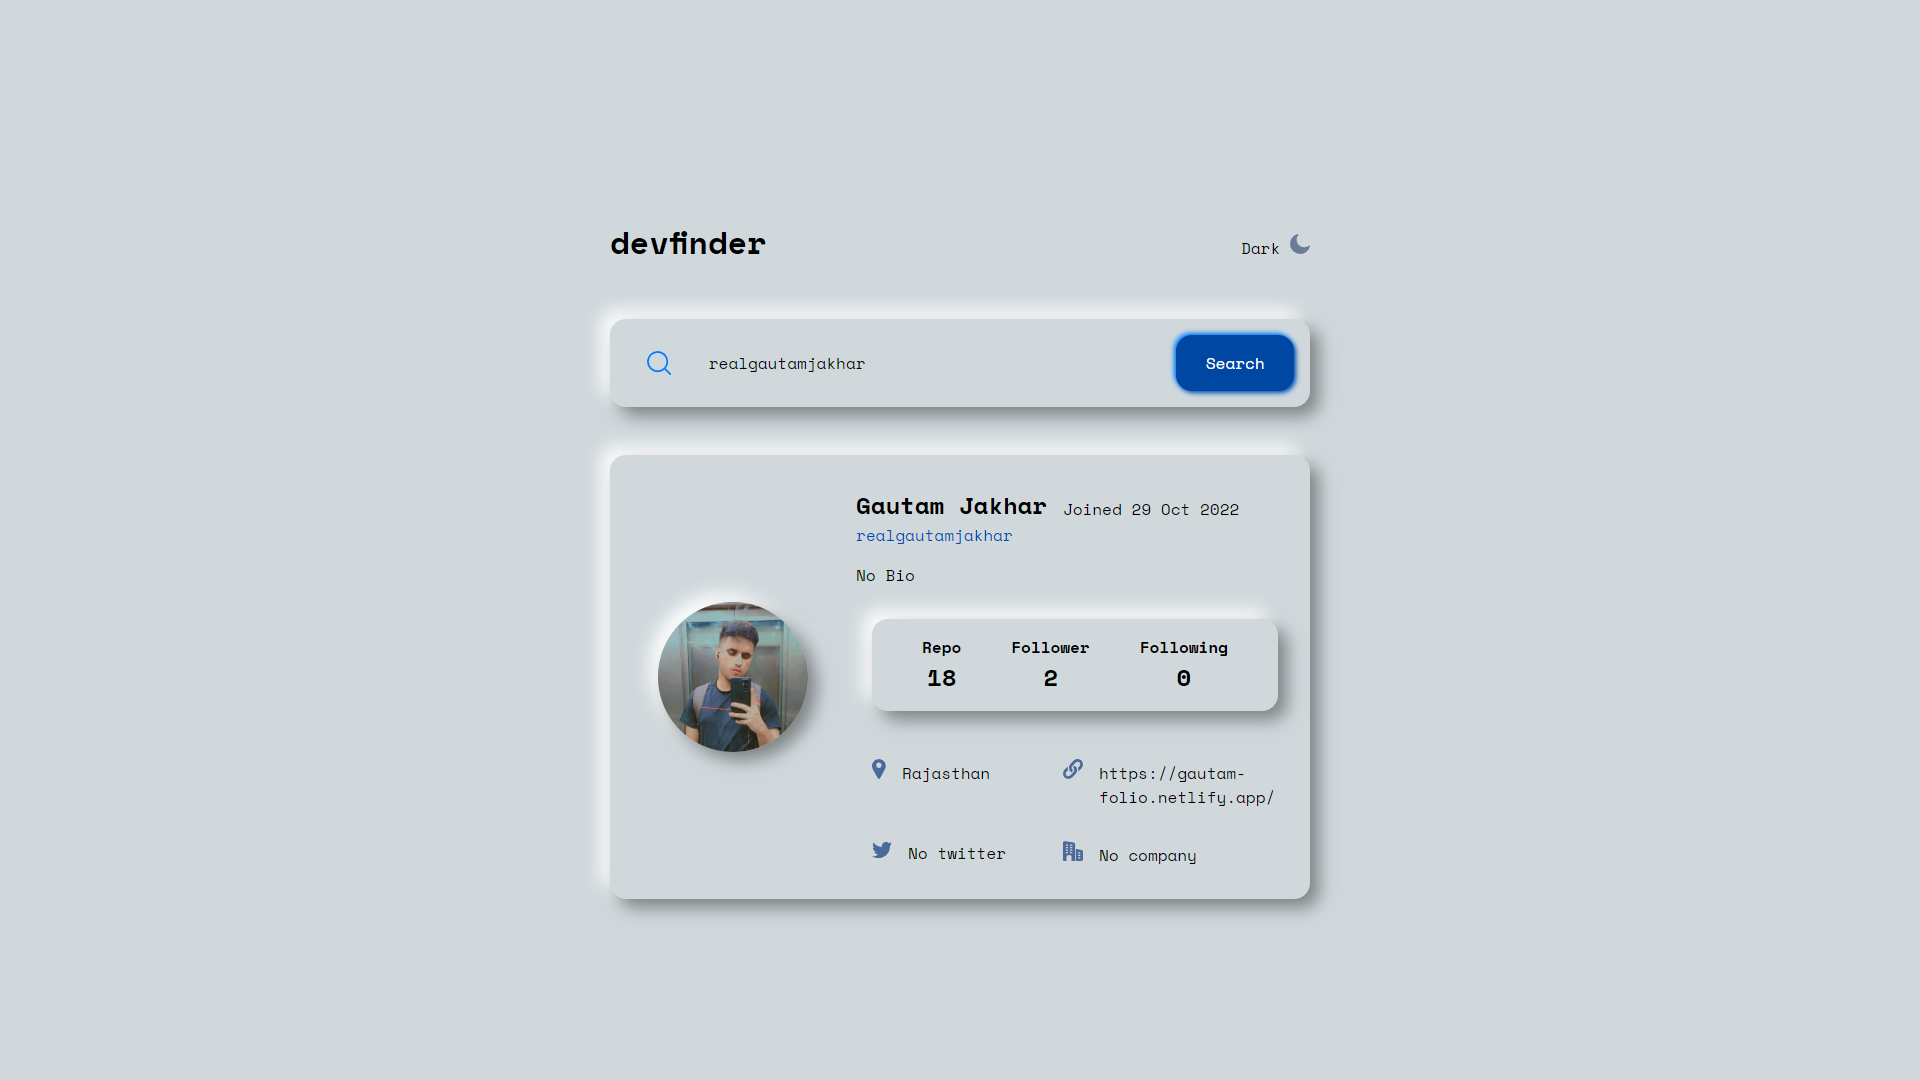 devfinder
Dark
realgautamjakhar
Search
Gautam Jakhar Joined 29 Oct 2022
realgautamjakhar
No Bio
Repo Follower Following
18 2 0
Rajasthan
https://gautam-
folio.netlify.app/
No twitter
No company